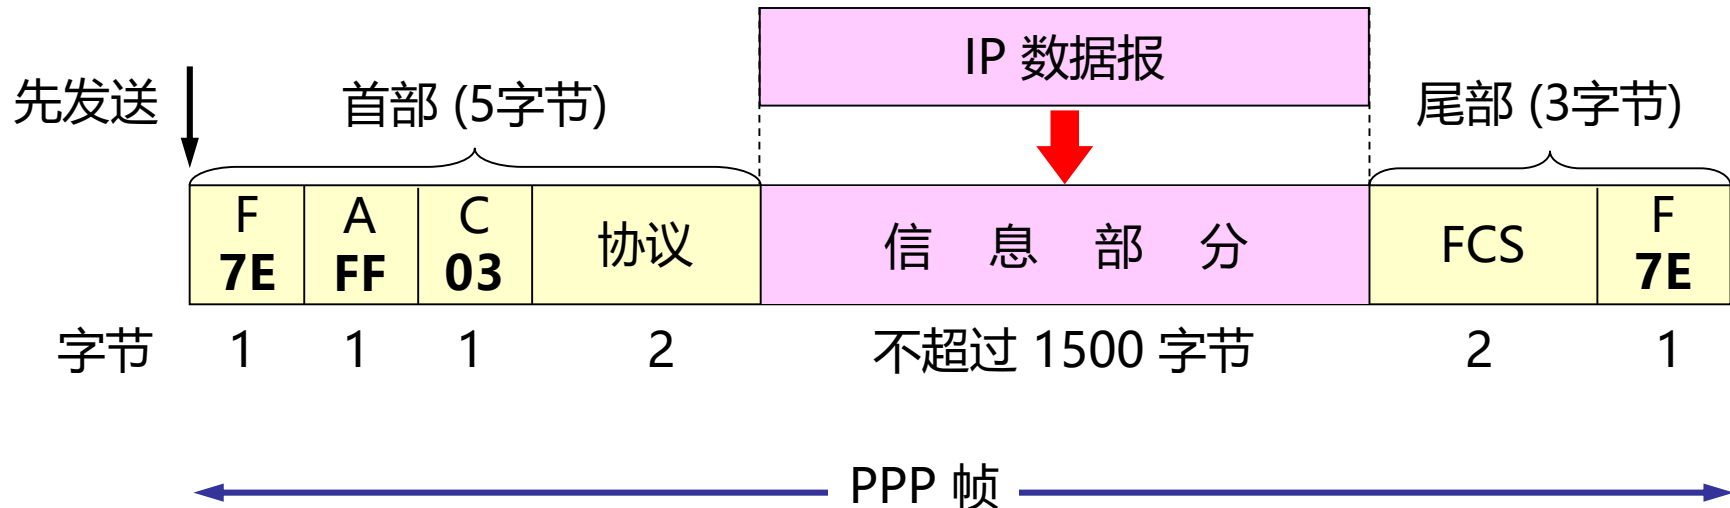 IP 数据报
先发送
首部 (5字节)
尾部 (3字节)
F A C 协议 信 息 部 分 FCS F
7E FF 03 7E
字节 1 1 1 2 不超过 1500 字节 2 1
PPP 帧